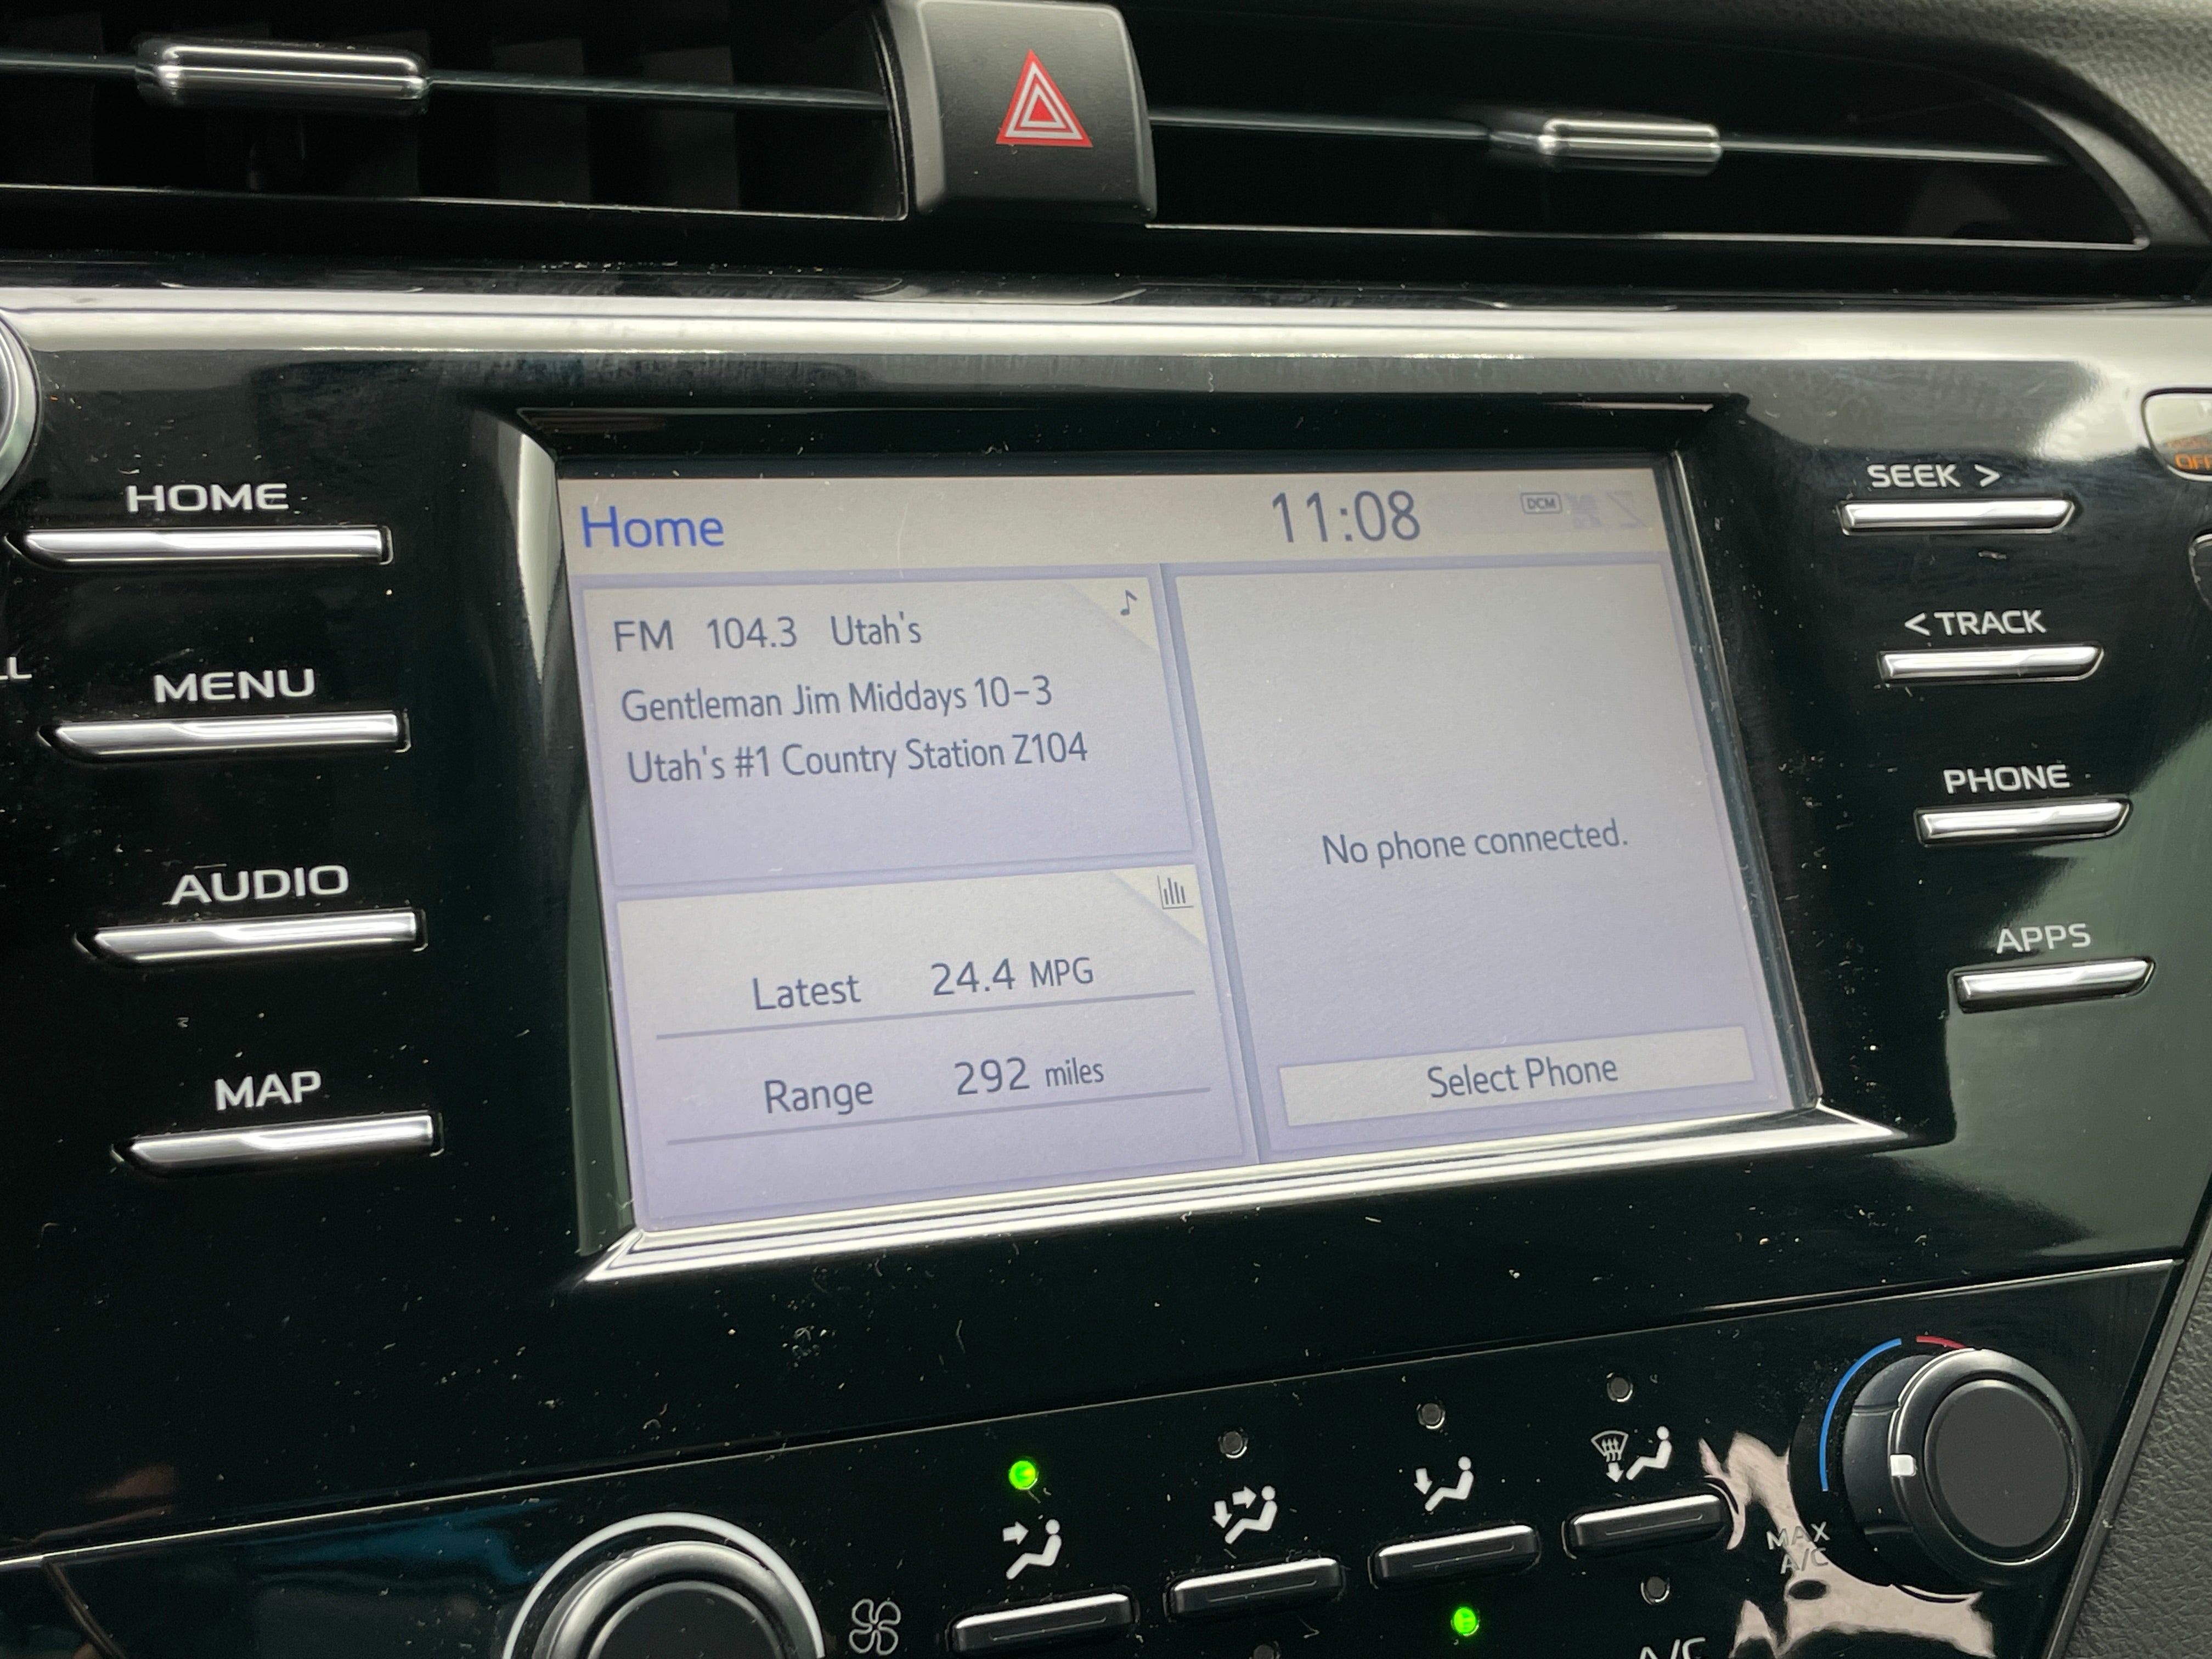 HOME
MENU
AUDIO
MAP
Home 11:08 DCM
FM 104.3 Utah's
Gentleman Jim Middays 10-3
Utah's #1 Country Station Z104
Latest 24.4 MPG
Range 292 miles
No phone connected.
Select Phone
SEEK >
< TRACK
PHONE
APPS
OFF
MAX
A/C
A/C